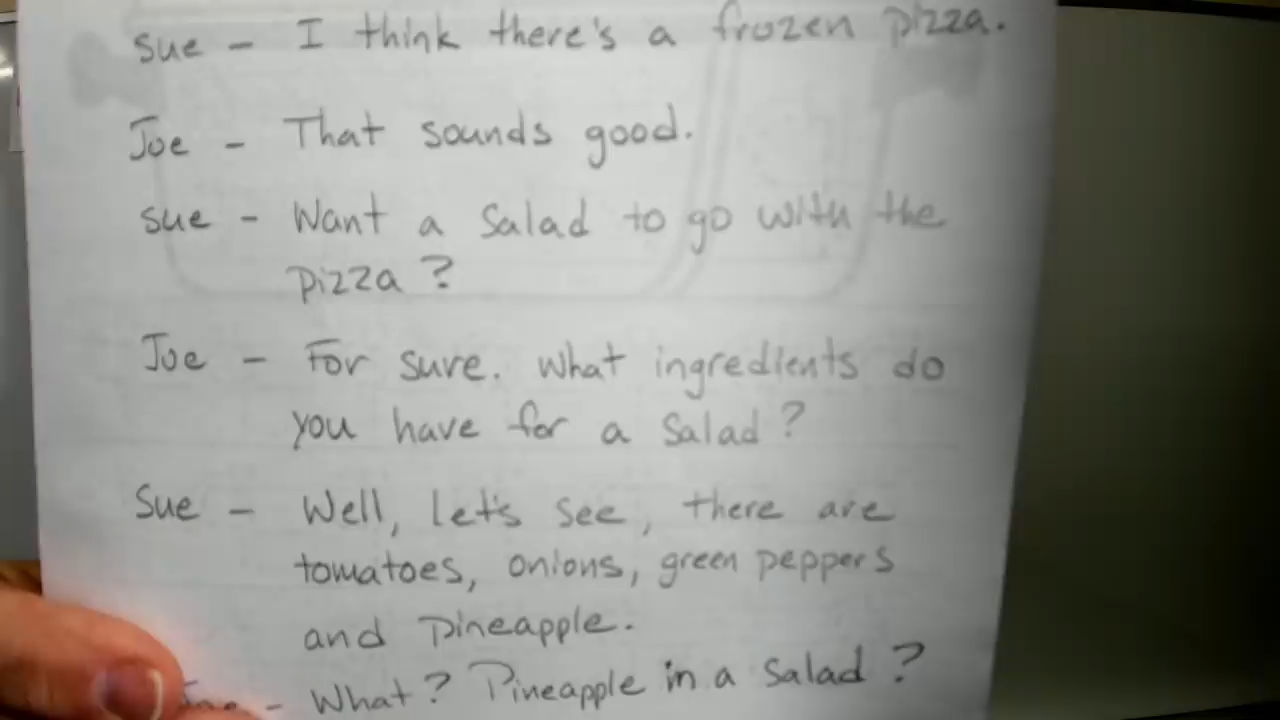 Sue - I think there's a frozen pizza.
Joe - That sounds good.
Sue - Want a salad to go with the
pizza?
Joe - For sure. What ingredients do
you have for a salad?
Sue - Well, let's see, there are
tomatoes, onions, green peppers
and pineapple.
Joe - What? Pineapple in a salad?